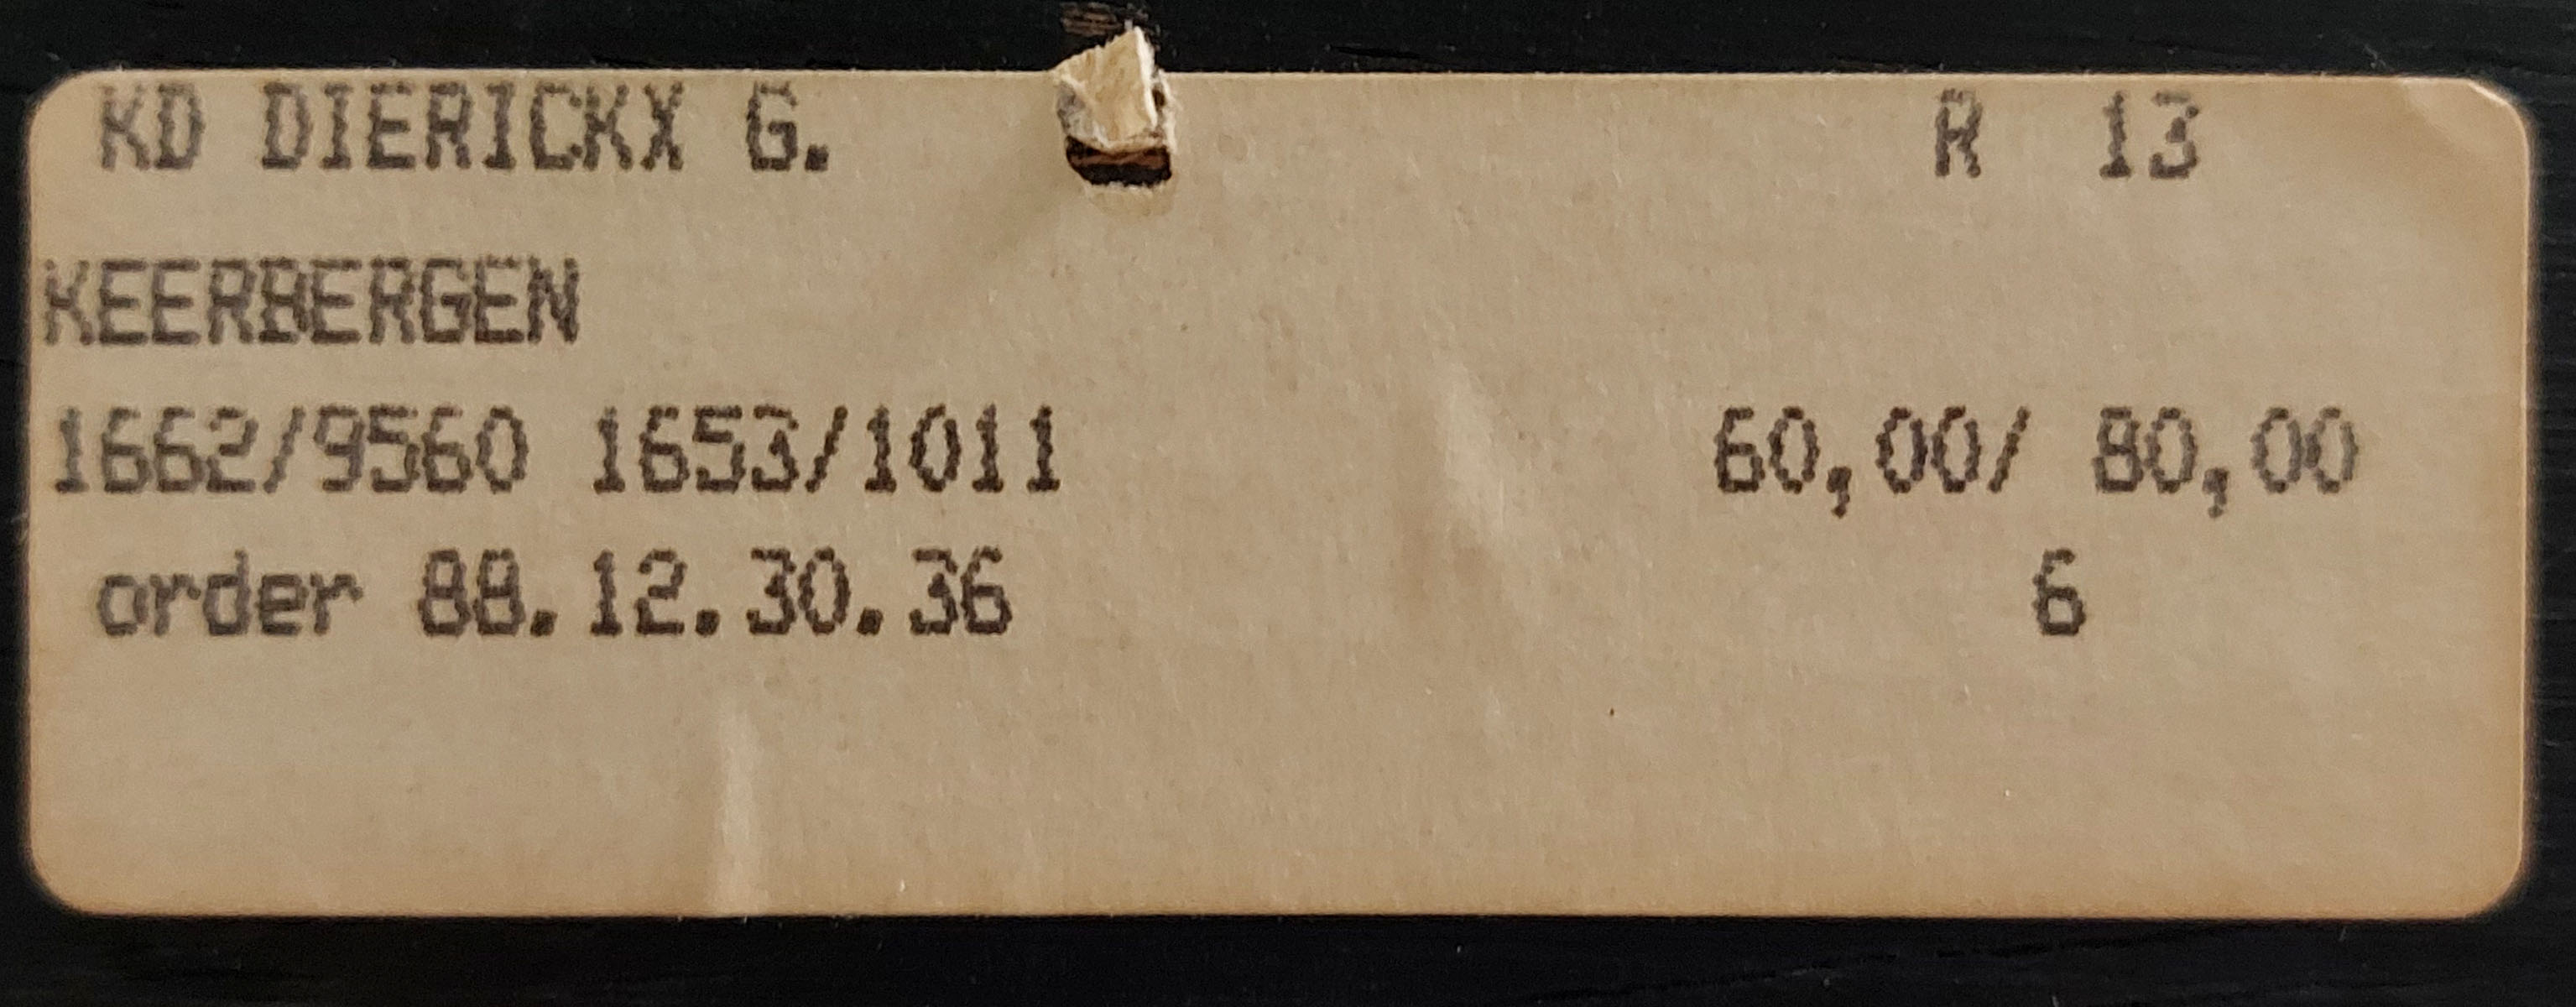 KD DIERICKX G. R 13
KEERBERGEN
1662/9560 1653/1011 60,00/ 80,00
order 88.12.30.36 6